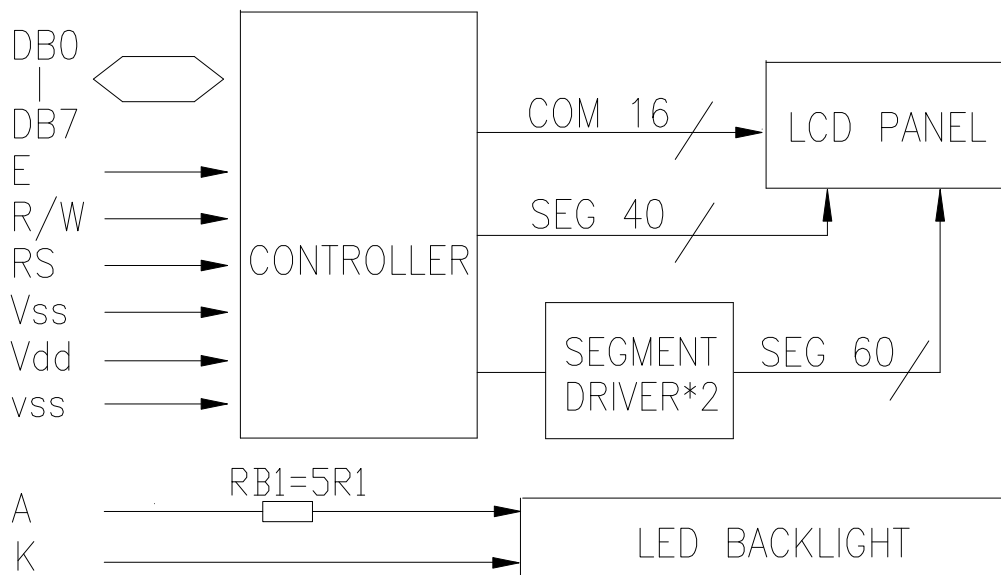 DB0
|
DB7
E
R/W
RS
Vss
Vdd
vss
CONTROLLER
COM 16
SEG 40
SEGMENT
DRIVER*2
SEG 60
LCD PANEL
A
RB1=5R1
K
LED BACKLIGHT